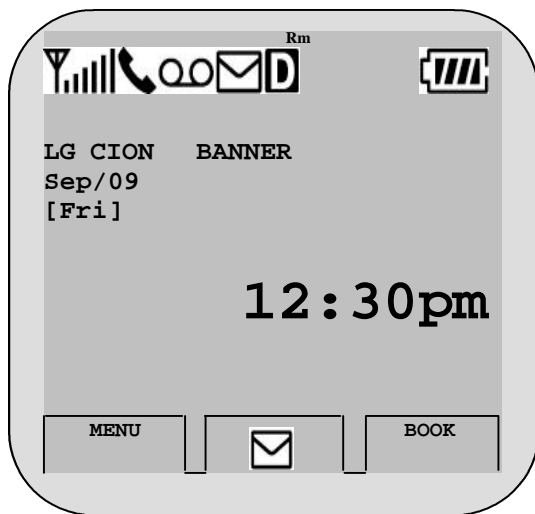 Rm
D
LG CION BANNER
Sep/09
[Fri]
12:30pm
MENU BOOK